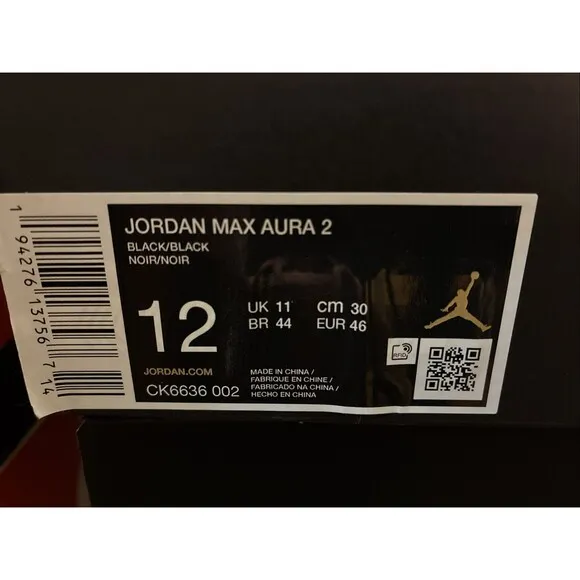 JORDAN MAX AURA 2
BLACK/BLACK
NOIR/NOIR
12
UK 11 cm 30
BR 44 EUR 46
JORDAN.COM
CK6636 002
MADE IN CHINA /
FABRIQUE EN CHINE /
FABRICADO NA CHINA /
HECHO EN CHINA
RFID
1 94276 13756 7 14